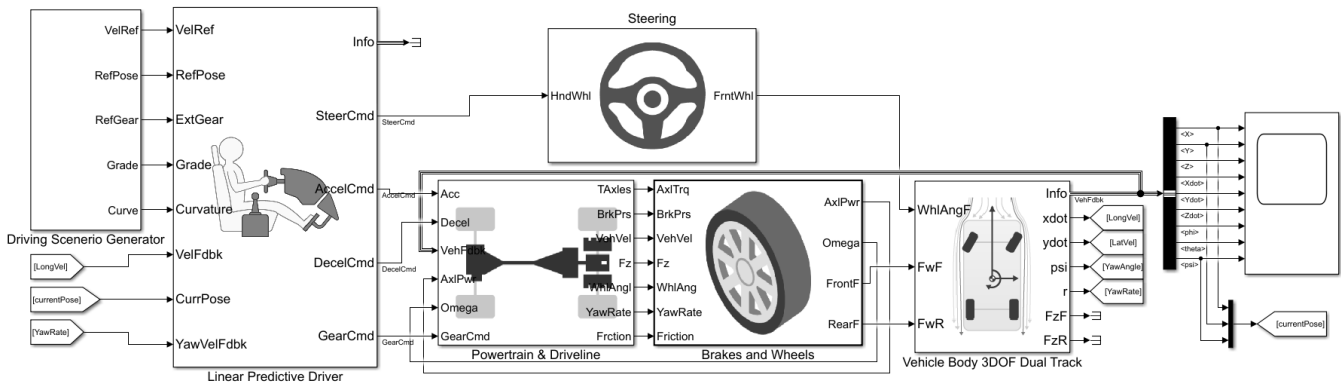 VelRef
RefPose
RefGear
Grade
Curve
Driving Scenerio Generator
[LongVel]
[currentPose]
[YawRate]
VelRef
RefPose
ExtGear
Grade
Curvature
VelFdbk
CurrPose
YawVelFdbk
Info
SteerCmd
AccelCmd
DecelCmd
GearCmd
Linear Predictive Driver
SteerCmd
AccelCmd
DecelCmd
GearCmd
Steering
HndWhl
FrntWhl
Acc
Decel
VehFdbk
AxlPwr
Omega
GearCmd
TAxles
BrkPrs
VehVel
Fz
WhlAngl
YawRate
Frction
Powertrain & Driveline
AxlTrq
BrkPrs
VehVel
Fz
WhlAng
YawRate
Friction
AxlPwr
Omega
FrontF
RearF
Brakes and Wheels
WhlAngF
FwF
FwR
Info
xdot
ydot
psi
r
FzF
FzR
Vehicle Body 3DOF Dual Track
VehFdbk
[LongVel]
[LatVel]
[YawAngle]
[YawRate]
<X>
<Y>
<Z>
<Xdot>
<Ydot>
<Zdot>
<phi>
<theta>
<psi>
[currentPose]